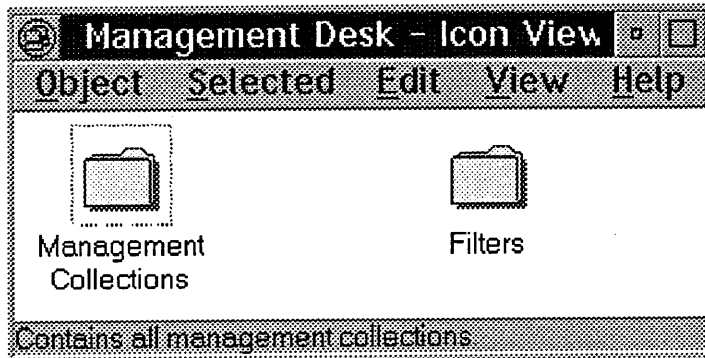 Management Desk - Icon View
Object Selected Edit View Help
Management
Collections
Filters
Contains all management collections.